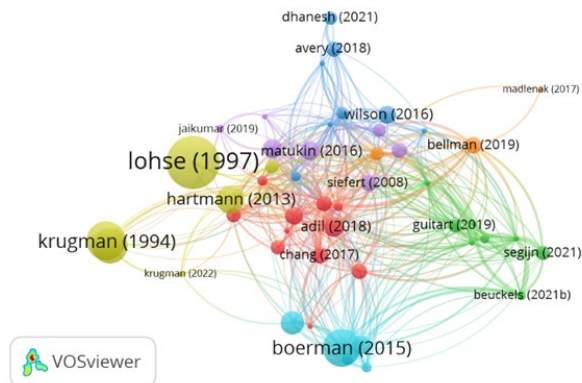 dhanesh (2021)
avery (2018)
madlenak (2017)
wilson (2016)
jaikumar (2019)
matukin (2016)
bellman (2019)
lohse (1997)
siefert (2008)
hartmann (2013)
adil (2018)
guitart (2019)
krugman (1994)
chang (2017)
segijn (2021)
krugman (2022)
beuckels (2021b)
boerman (2015)
VOSviewer